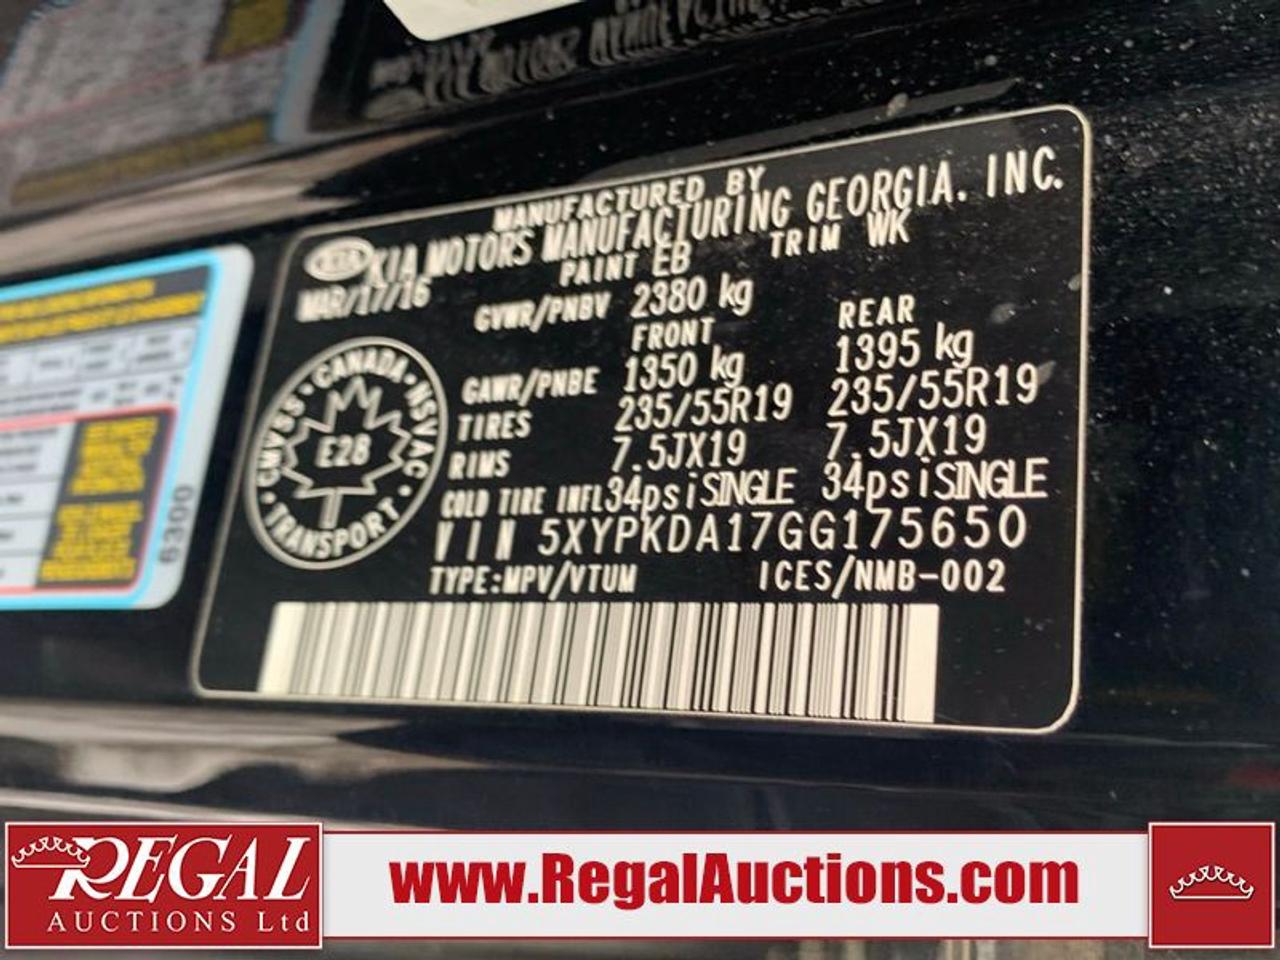 MANUFACTURED BY
KIA KIA MOTORS MANUFACTURING GEORGIA. INC.
MAR/17/16 PAINT EB TRIM WK
GVWR/PNBV 2380 kg
FRONT REAR
GAWR/PNBE 1350 kg 1395 kg
TIRES 235/55R19 235/55R19
RIMS 7.5JX19 7.5JX19
COLD TIRE INFL 34psi SINGLE 34psi SINGLE
VIN 5XYPKDA17GG175650
TYPE:MPV/VTUM ICES/NMB-002
CANADA · NSVAC · TRANSPORT · CMVSS ·
E28
6300
REGAL
AUCTIONS Ltd
www.RegalAuctions.com